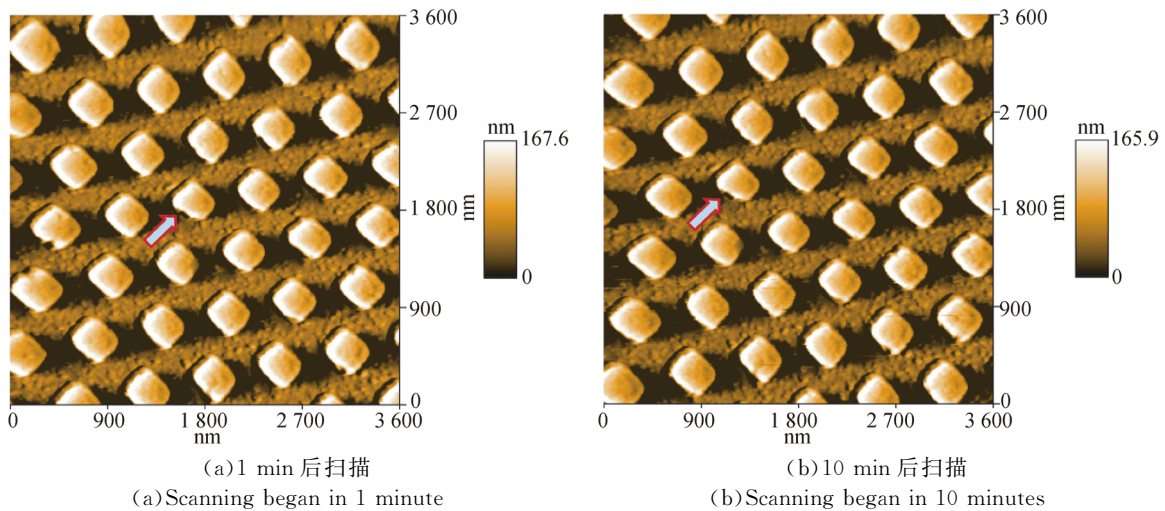 3 600
2 700
1 800
nm
900
0
nm
167.6
0
0
900
1 800
2 700
3 600
nm
(a)1 min 后扫描
(a)Scanning began in 1 minute
3 600
2 700
1 800
nm
900
0
nm
165.9
0
0
900
1 800
2 700
3 600
nm
(b)10 min 后扫描
(b)Scanning began in 10 minutes